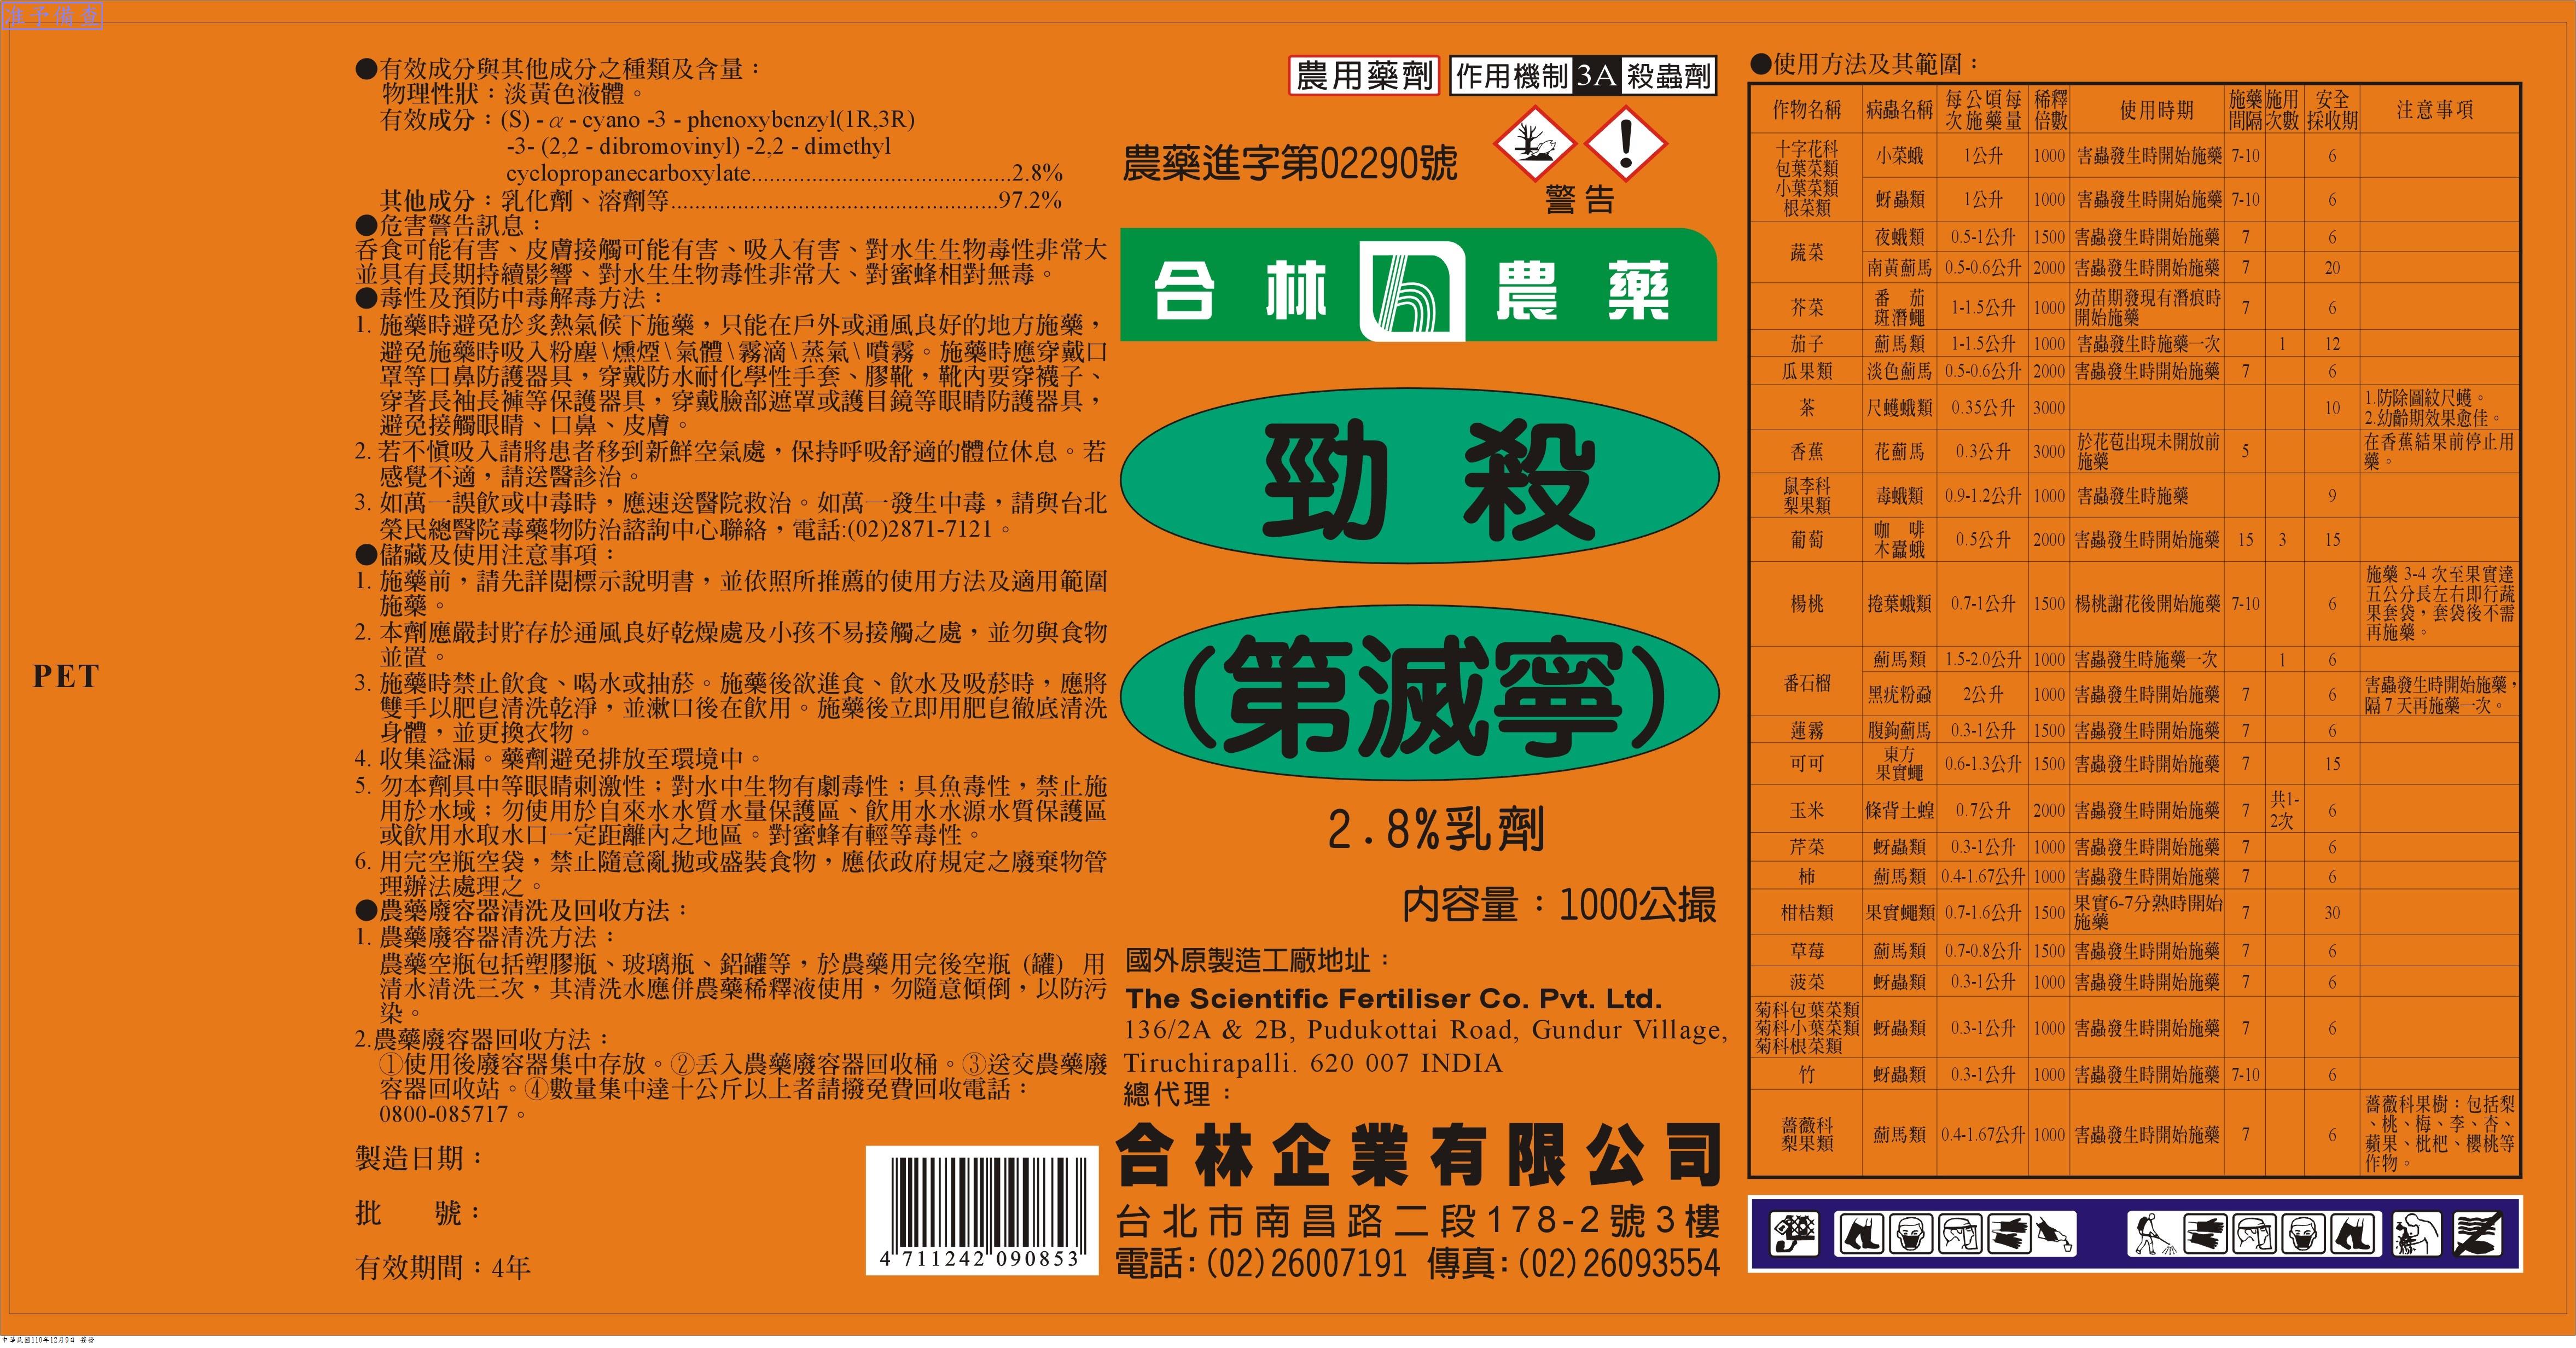 准予備查
PET
●有效成分與其他成分之種類及含量：
物理性狀：淡黃色液體。
有效成分：(S) - α - cyano -3 - phenoxybenzyl(1R,3R)
-3- (2,2 - dibromovinyl) -2,2 - dimethyl
cyclopropanecarboxylate...........................................2.8%
其他成分：乳化劑、溶劑等......................................................97.2%
●危害警告訊息：
吞食可能有害、皮膚接觸可能有害、吸入有害、對水生生物毒性非常大
並具有長期持續影響、對水生生物毒性非常大、對蜜蜂相對無毒。
●毒性及預防中毒解毒方法：
1. 施藥時避免於炙熱氣候下施藥，只能在戶外或通風良好的地方施藥，
避免施藥時吸入粉塵\燻煙\氣體\霧滴\蒸氣\噴霧。施藥時應穿戴口
罩等口鼻防護器具，穿戴防水耐化學性手套、膠靴，靴內要穿襪子、
穿著長袖長褲等保護器具，穿戴臉部遮罩或護目鏡等眼睛防護器具，
避免接觸眼睛、口鼻、皮膚。
2. 若不慎吸入請將患者移到新鮮空氣處，保持呼吸舒適的體位休息。若
感覺不適，請送醫診治。
3. 如萬一誤飲或中毒時，應速送醫院救治。如萬一發生中毒，請與台北
榮民總醫院毒藥物防治諮詢中心聯絡，電話:(02)2871-7121。
●儲藏及使用注意事項：
1. 施藥前，請先詳閱標示說明書，並依照所推薦的使用方法及適用範圍
施藥。
2. 本劑應嚴封貯存於通風良好乾燥處及小孩不易接觸之處，並勿與食物
並置。
3. 施藥時禁止飲食、喝水或抽菸。施藥後欲進食、飲水及吸菸時，應將
雙手以肥皂清洗乾淨，並漱口後在飲用。施藥後立即用肥皂徹底清洗
身體，並更換衣物。
4. 收集溢漏。藥劑避免排放至環境中。
5. 勿本劑具中等眼睛刺激性；對水中生物有劇毒性；具魚毒性，禁止施
用於水域；勿使用於自來水水質水量保護區、飲用水水源水質保護區
或飲用水取水口一定距離內之地區。對蜜蜂有輕等毒性。
6. 用完空瓶空袋，禁止隨意亂拋或盛裝食物，應依政府規定之廢棄物管
理辦法處理之。
●農藥廢容器清洗及回收方法：
1. 農藥廢容器清洗方法：
農藥空瓶包括塑膠瓶、玻璃瓶、鋁罐等，於農藥用完後空瓶 (罐) 用
清水清洗三次，其清洗水應併農藥稀釋液使用，勿隨意傾倒，以防污
染。
2.農藥廢容器回收方法：
①使用後廢容器集中存放。②丟入農藥廢容器回收桶。③送交農藥廢
容器回收站。④數量集中達十公斤以上者請撥免費回收電話：
0800-085717。
製造日期：
批　號：
有效期間：4年
4 711242 090853
農用藥劑 作用機制 3A 殺蟲劑
農藥進字第02290號
警告
合林 h 農藥
勁殺
(第滅寧)
2.8%乳劑
內容量：1000公撮
國外原製造工廠地址：
The Scientific Fertiliser Co. Pvt. Ltd.
136/2A & 2B, Pudukottai Road, Gundur Village,
Tiruchirapalli. 620 007 INDIA
總代理：
合林企業有限公司
台北市南昌路二段178-2號3樓
電話:(02)26007191 傳真:(02)26093554
●使用方法及其範圍：
作物名稱 病蟲名稱 每公頃每次施藥量 稀釋倍數 使用時期 施藥間隔 施用次數 安全採收期 注意事項
十字花科包葉菜類小葉菜類根菜類 小菜蛾 1公升 1000 害蟲發生時開始施藥 7-10 6
蚜蟲類 1公升 1000 害蟲發生時開始施藥 7-10 6
蔬菜 夜蛾類 0.5-1公升 1500 害蟲發生時開始施藥 7 6
南黃薊馬 0.5-0.6公升 2000 害蟲發生時開始施藥 7 20
芥菜 番茄斑潛蠅 1-1.5公升 1000 幼苗期發現有潛痕時開始施藥 7 6
茄子 薊馬類 1-1.5公升 1000 害蟲發生時施藥一次 1 12
瓜果類 淡色薊馬 0.5-0.6公升 2000 害蟲發生時開始施藥 7 6
茶 尺蠖蛾類 0.35公升 3000 10 1.防除圖紋尺蠖。2.幼齡期效果愈佳。
香蕉 花薊馬 0.3公升 3000 於花苞出現未開放前施藥 5 在香蕉結果前停止用藥。
鼠李科梨果類 毒蛾類 0.9-1.2公升 1000 害蟲發生時施藥 9
葡萄 咖啡木蠹蛾 0.5公升 2000 害蟲發生時開始施藥 15 3 15
楊桃 捲葉蛾類 0.7-1公升 1500 楊桃謝花後開始施藥 7-10 6 施藥 3-4 次至果實達五公分長左右即行蔬果套袋，套袋後不需再施藥。
番石榴 薊馬類 1.5-2.0公升 1000 害蟲發生時施藥一次 1 6
黑疣粉蝨 2公升 1000 害蟲發生時開始施藥 7 6 害蟲發生時開始施藥，隔 7 天再施藥一次。
蓮霧 腹鉤薊馬 0.3-1公升 1500 害蟲發生時開始施藥 7 6
可可 東方果實蠅 0.6-1.3公升 1500 害蟲發生時開始施藥 7 15
玉米 條背土蝗 0.7公升 2000 害蟲發生時開始施藥 7 共1-2次 6
芹菜 蚜蟲類 0.3-1公升 1000 害蟲發生時開始施藥 7 6
柿 薊馬類 0.4-1.67公升 1000 害蟲發生時開始施藥 7 6
柑桔類 果實蠅類 0.7-1.6公升 1500 果實6-7分熟時開始施藥 7 30
草莓 薊馬類 0.7-0.8公升 1500 害蟲發生時開始施藥 7 6
菠菜 蚜蟲類 0.3-1公升 1000 害蟲發生時開始施藥 7 6
菊科包葉菜類菊科小葉菜類菊科根菜類 蚜蟲類 0.3-1公升 1000 害蟲發生時開始施藥 7 6
竹 蚜蟲類 0.3-1公升 1000 害蟲發生時開始施藥 7-10 6
薔薇科梨果類 薊馬類 0.4-1.67公升 1000 害蟲發生時開始施藥 7 6 薔薇科果樹：包括梨、桃、梅、李、杏、蘋果、枇杷、櫻桃等作物。
中華民國110年12月9日 簽發